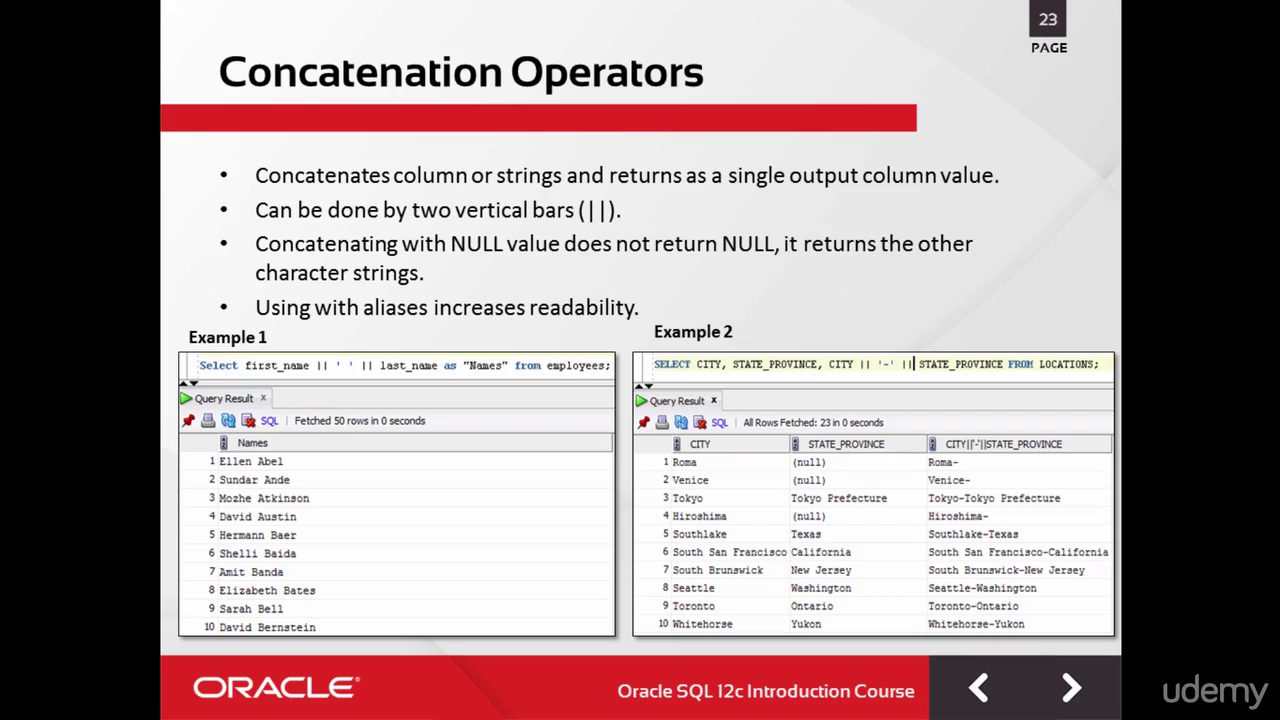 23
PAGE
Concatenation Operators
• Concatenates column or strings and returns as a single output column value.
• Can be done by two vertical bars (||).
• Concatenating with NULL value does not return NULL, it returns the other
character strings.
• Using with aliases increases readability.
Example 1
Select first_name || ' ' || last_name as "Names" from employees;
Query Result x
SQL | Fetched 50 rows in 0 seconds
Names
1 Ellen Abel
2 Sundar Ande
3 Mozhe Atkinson
4 David Austin
5 Hermann Baer
6 Shelli Baida
7 Amit Banda
8 Elizabeth Bates
9 Sarah Bell
10 David Bernstein
Example 2
SELECT CITY, STATE_PROVINCE, CITY || '-' || STATE_PROVINCE FROM LOCATIONS;
Query Result x
SQL | All Rows Fetched: 23 in 0 seconds
CITY STATE_PROVINCE CITY||'-'||STATE_PROVINCE
1 Roma (null) Roma-
2 Venice (null) Venice-
3 Tokyo Tokyo Prefecture Tokyo-Tokyo Prefecture
4 Hiroshima (null) Hiroshima-
5 Southlake Texas Southlake-Texas
6 South San Francisco California South San Francisco-California
7 South Brunswick New Jersey South Brunswick-New Jersey
8 Seattle Washington Seattle-Washington
9 Toronto Ontario Toronto-Ontario
10 Whitehorse Yukon Whitehorse-Yukon
ORACLE®
Oracle SQL 12c Introduction Course
udemy